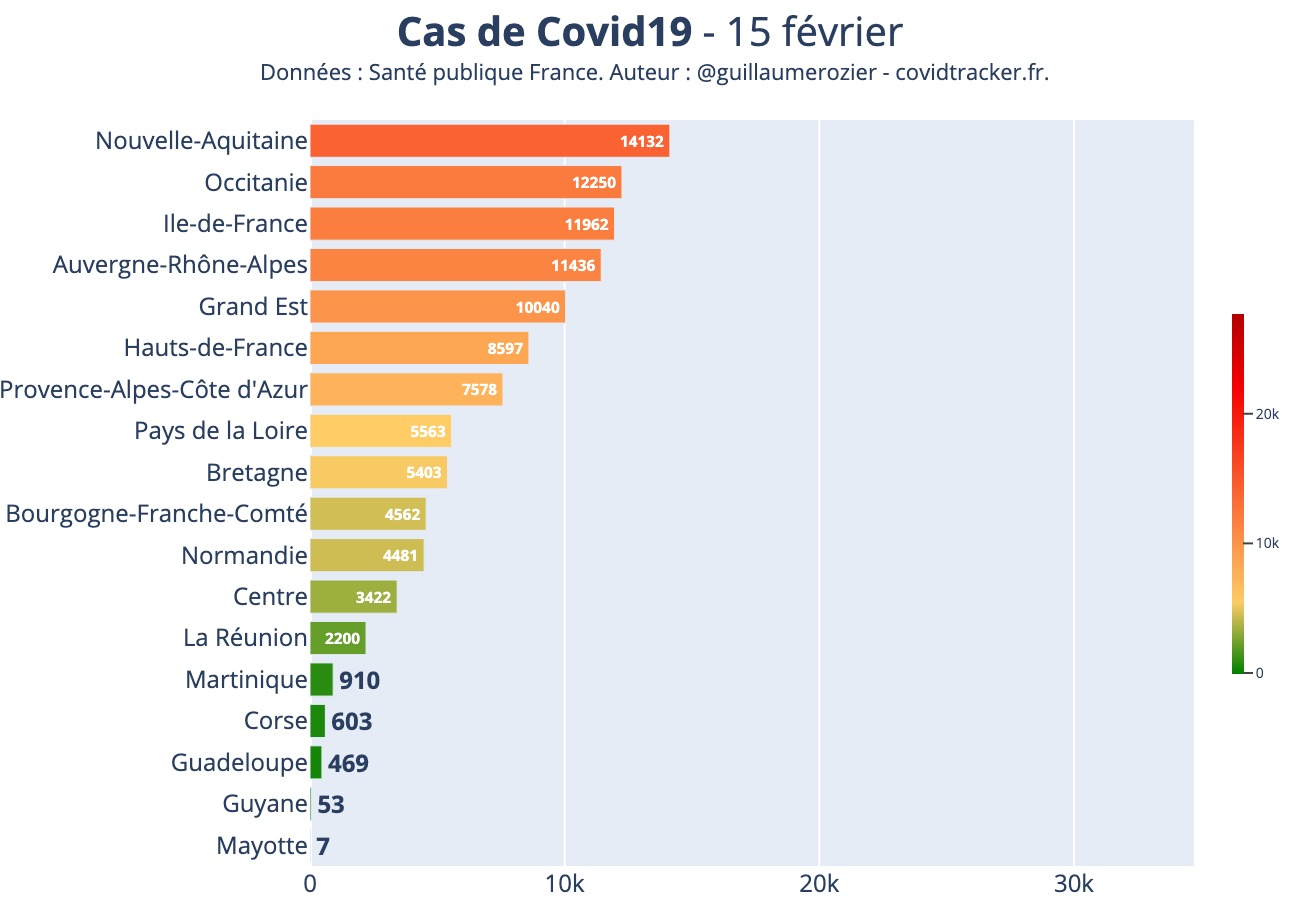 Cas de Covid19 - 15 février
Données : Santé publique France. Auteur : @guillaumerozier - covidtracker.fr.
Nouvelle-Aquitaine 14132
Occitanie 12250
Ile-de-France 11962
Auvergne-Rhône-Alpes 11436
Grand Est 10040
Hauts-de-France 8597
Provence-Alpes-Côte d'Azur 7578
Pays de la Loire 5563
Bretagne 5403
Bourgogne-Franche-Comté 4562
Normandie 4481
Centre 3422
La Réunion 2200
Martinique 910
Corse 603
Guadeloupe 469
Guyane 53
Mayotte 7
0 10k 20k 30k
20k
10k
0